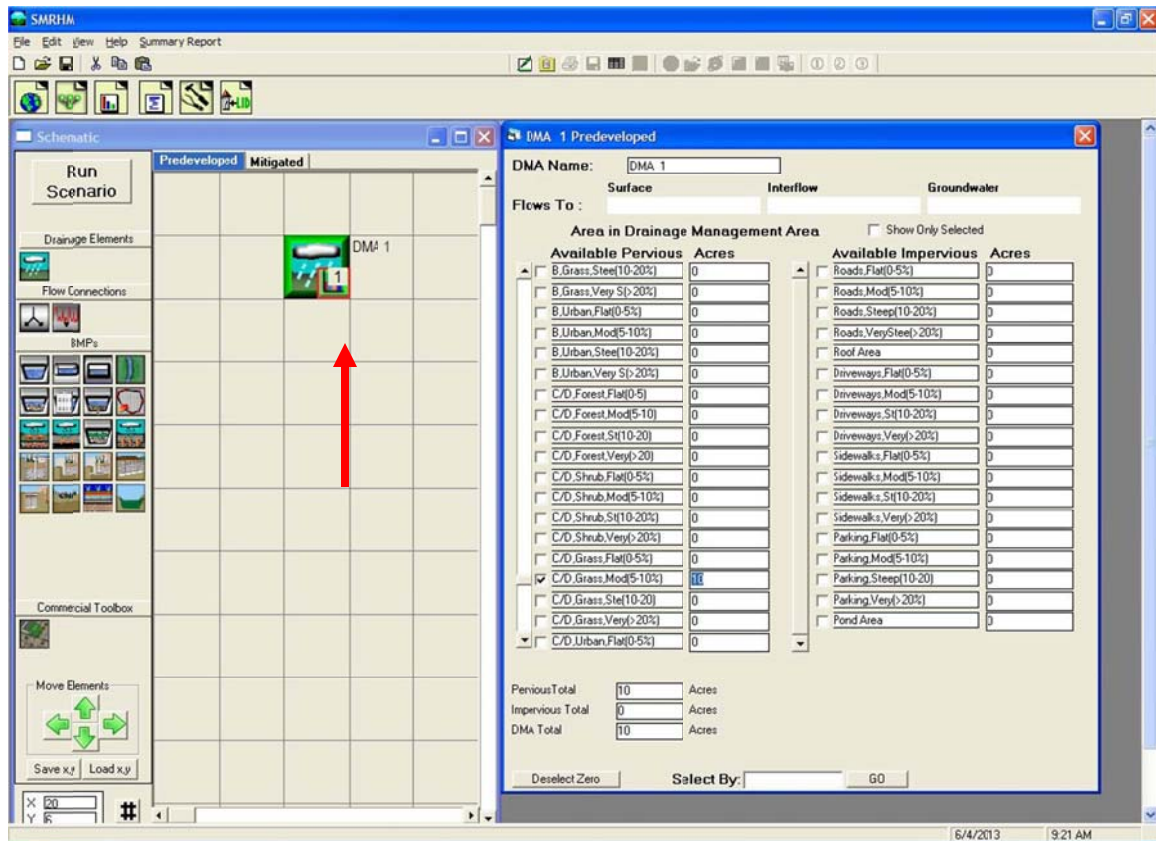 SMRHM
File Edit View Help Summary Report
Schematic
Run
Scenario
Predeveloped Mitigated
Drainage Elements
Flow Connections
BMPs
Commercial Toolbox
Move Elements
Save x,y Load x,y
X 20
Y 6
#
DMA 1
1
LID
DMA 1 Predeveloped
DMA Name: DMA 1
Surface Interflow Groundwater
Flows To :
Area in Drainage Management Area Show Only Selected
Available Pervious Acres Available Impervious Acres
B,Grass,Stee(10-20%) 0 Roads,Flat(0-5%) 0
B,Grass,Very S(>20%) 0 Roads,Mod(5-10%) 0
B,Urban,Flat(0-5%) 0 Roads,Steep(10-20%) 0
B,Urban,Mod(5-10%) 0 Roads,VeryStee(>20%) 0
B,Urban,Stee(10-20%) 0 Roof Area 0
B,Urban,Very S(>20%) 0 Driveways,Flat(0-5%) 0
C/D,Forest,Flat(0-5) 0 Driveways,Mod(5-10%) 0
C/D,Forest,Mod(5-10) 0 Driveways,St(10-20%) 0
C/D,Forest,St(10-20) 0 Driveways,Very(>20%) 0
C/D,Forest,Very(>20) 0 Sidewalks,Flat(0-5%) 0
C/D,Shrub,Flat(0-5%) 0 Sidewalks,Mod(5-10%) 0
C/D,Shrub,Mod(5-10%) 0 Sidewalks,St(10-20%) 0
C/D,Shrub,St(10-20%) 0 Sidewalks,Very(>20%) 0
C/D,Shrub,Very(>20%) 0 Parking,Flat(0-5%) 0
C/D,Grass,Flat(0-5%) 0 Parking,Mod(5-10%) 0
C/D,Grass,Mod(5-10%) 10 Parking,Steep(10-20) 0
C/D,Grass,Ste(10-20) 0 Parking,Very(>20%) 0
C/D,Grass,Very(>20%) 0 Pond Area 0
C/D,Urban,Flat(0-5%) 0
PerviousTotal 10 Acres
Impervious Total 0 Acres
DMA Total 10 Acres
Deselect Zero Select By: GO
6/4/2013 9:21 AM